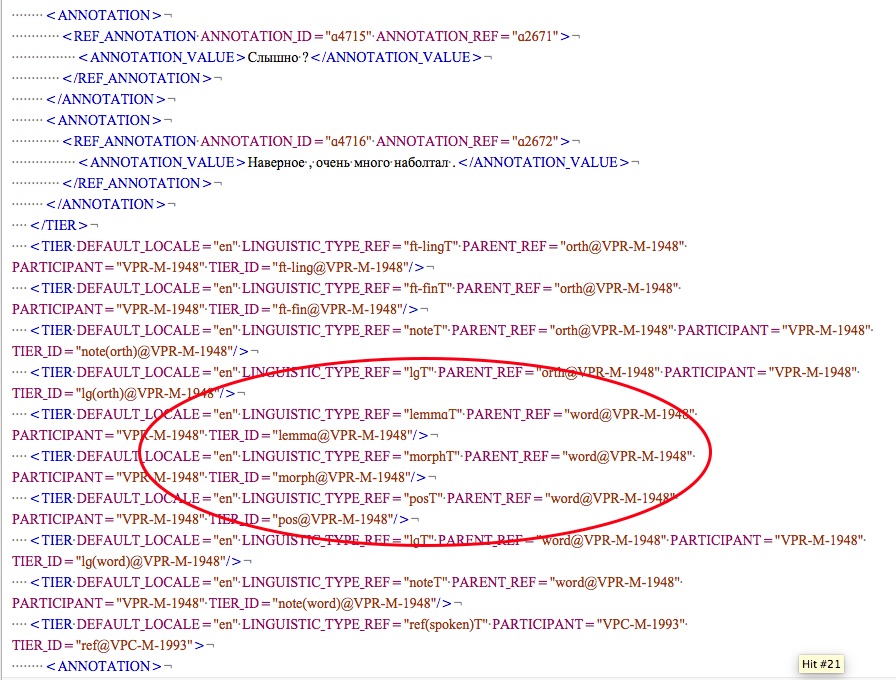 <ANNOTATION>¬
<REF_ANNOTATION·ANNOTATION_ID="a4715"·ANNOTATION_REF="a2671">¬
<ANNOTATION_VALUE>Слышно·?</ANNOTATION_VALUE>¬
</REF_ANNOTATION>¬
</ANNOTATION>¬
<ANNOTATION>¬
<REF_ANNOTATION·ANNOTATION_ID="a4716"·ANNOTATION_REF="a2672">¬
<ANNOTATION_VALUE>Наверное·,·очень·много·наболтал·.</ANNOTATION_VALUE>¬
</REF_ANNOTATION>¬
</ANNOTATION>¬
</TIER>¬
<TIER·DEFAULT_LOCALE="en"·LINGUISTIC_TYPE_REF="ft-lingT"·PARENT_REF="orth@VPR-M-1948"·
PARTICIPANT="VPR-M-1948"·TIER_ID="ft-ling@VPR-M-1948"/>¬
<TIER·DEFAULT_LOCALE="en"·LINGUISTIC_TYPE_REF="ft-finT"·PARENT_REF="orth@VPR-M-1948"·
PARTICIPANT="VPR-M-1948"·TIER_ID="ft-fin@VPR-M-1948"/>¬
<TIER·DEFAULT_LOCALE="en"·LINGUISTIC_TYPE_REF="noteT"·PARENT_REF="orth@VPR-M-1948"·PARTICIPANT="VPR-M-1948"·
TIER_ID="note(orth)@VPR-M-1948"/>¬
<TIER·DEFAULT_LOCALE="en"·LINGUISTIC_TYPE_REF="lgT"·PARENT_REF="orth@VPR-M-1948"·PARTICIPANT="VPR-M-1948"·
TIER_ID="lg(orth)@VPR-M-1948"/>¬
<TIER·DEFAULT_LOCALE="en"·LINGUISTIC_TYPE_REF="lemmaT"·PARENT_REF="word@VPR-M-1948"·
PARTICIPANT="VPR-M-1948"·TIER_ID="lemma@VPR-M-1948"/>¬
<TIER·DEFAULT_LOCALE="en"·LINGUISTIC_TYPE_REF="morphT"·PARENT_REF="word@VPR-M-1948"·
PARTICIPANT="VPR-M-1948"·TIER_ID="morph@VPR-M-1948"/>¬
<TIER·DEFAULT_LOCALE="en"·LINGUISTIC_TYPE_REF="posT"·PARENT_REF="word@VPR-M-1948"·
PARTICIPANT="VPR-M-1948"·TIER_ID="pos@VPR-M-1948"/>¬
<TIER·DEFAULT_LOCALE="en"·LINGUISTIC_TYPE_REF="lgT"·PARENT_REF="word@VPR-M-1948"·PARTICIPANT="VPR-M-1948"·
TIER_ID="lg(word)@VPR-M-1948"/>¬
<TIER·DEFAULT_LOCALE="en"·LINGUISTIC_TYPE_REF="noteT"·PARENT_REF="word@VPR-M-1948"·
PARTICIPANT="VPR-M-1948"·TIER_ID="note(word)@VPR-M-1948"/>¬
<TIER·DEFAULT_LOCALE="en"·LINGUISTIC_TYPE_REF="ref(spoken)T"·PARTICIPANT="VPC-M-1993"·
TIER_ID="ref@VPC-M-1993">¬
<ANNOTATION>¬
Hit #21